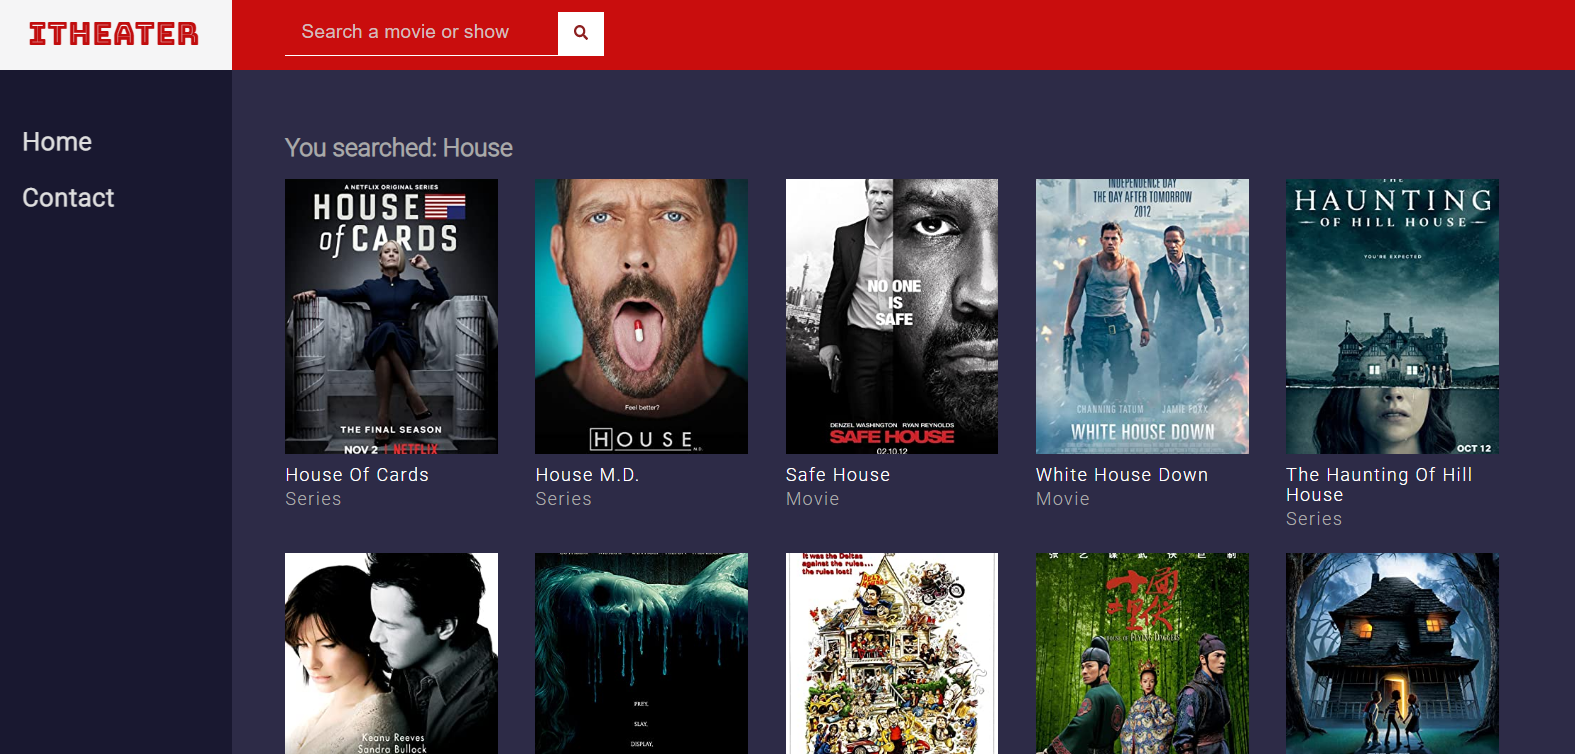 ITHEATER
Search a movie or show
Home
Contact
You searched: House
A NETFLIX ORIGINAL SERIES
HOUSE
of CARDS
THE FINAL SEASON
NOV 2 | NETFLIX
House Of Cards
Series
Feel better?
HOUSE M.D.
House M.D.
Series
NO ONE
IS
SAFE
DENZEL WASHINGTON RYAN REYNOLDS
SAFE HOUSE
02.10.12
Safe House
Movie
INDEPENDENCE DAY
THE DAY AFTER TOMORROW
2012
CHANNING TATUM JAMIE FOXX
WHITE HOUSE DOWN
White House Down
Movie
THE
HAUNTING
OF HILL HOUSE
YOU'RE EXPECTED
OCT 12
The Haunting Of Hill
House
Series
Keanu Reeves
Sandra Bullock
PREY.
SLAY.
DISPLAY.
It was the Deltas
against the rules...
the rules lost!
HOUSE OF FLYING DAGGERS